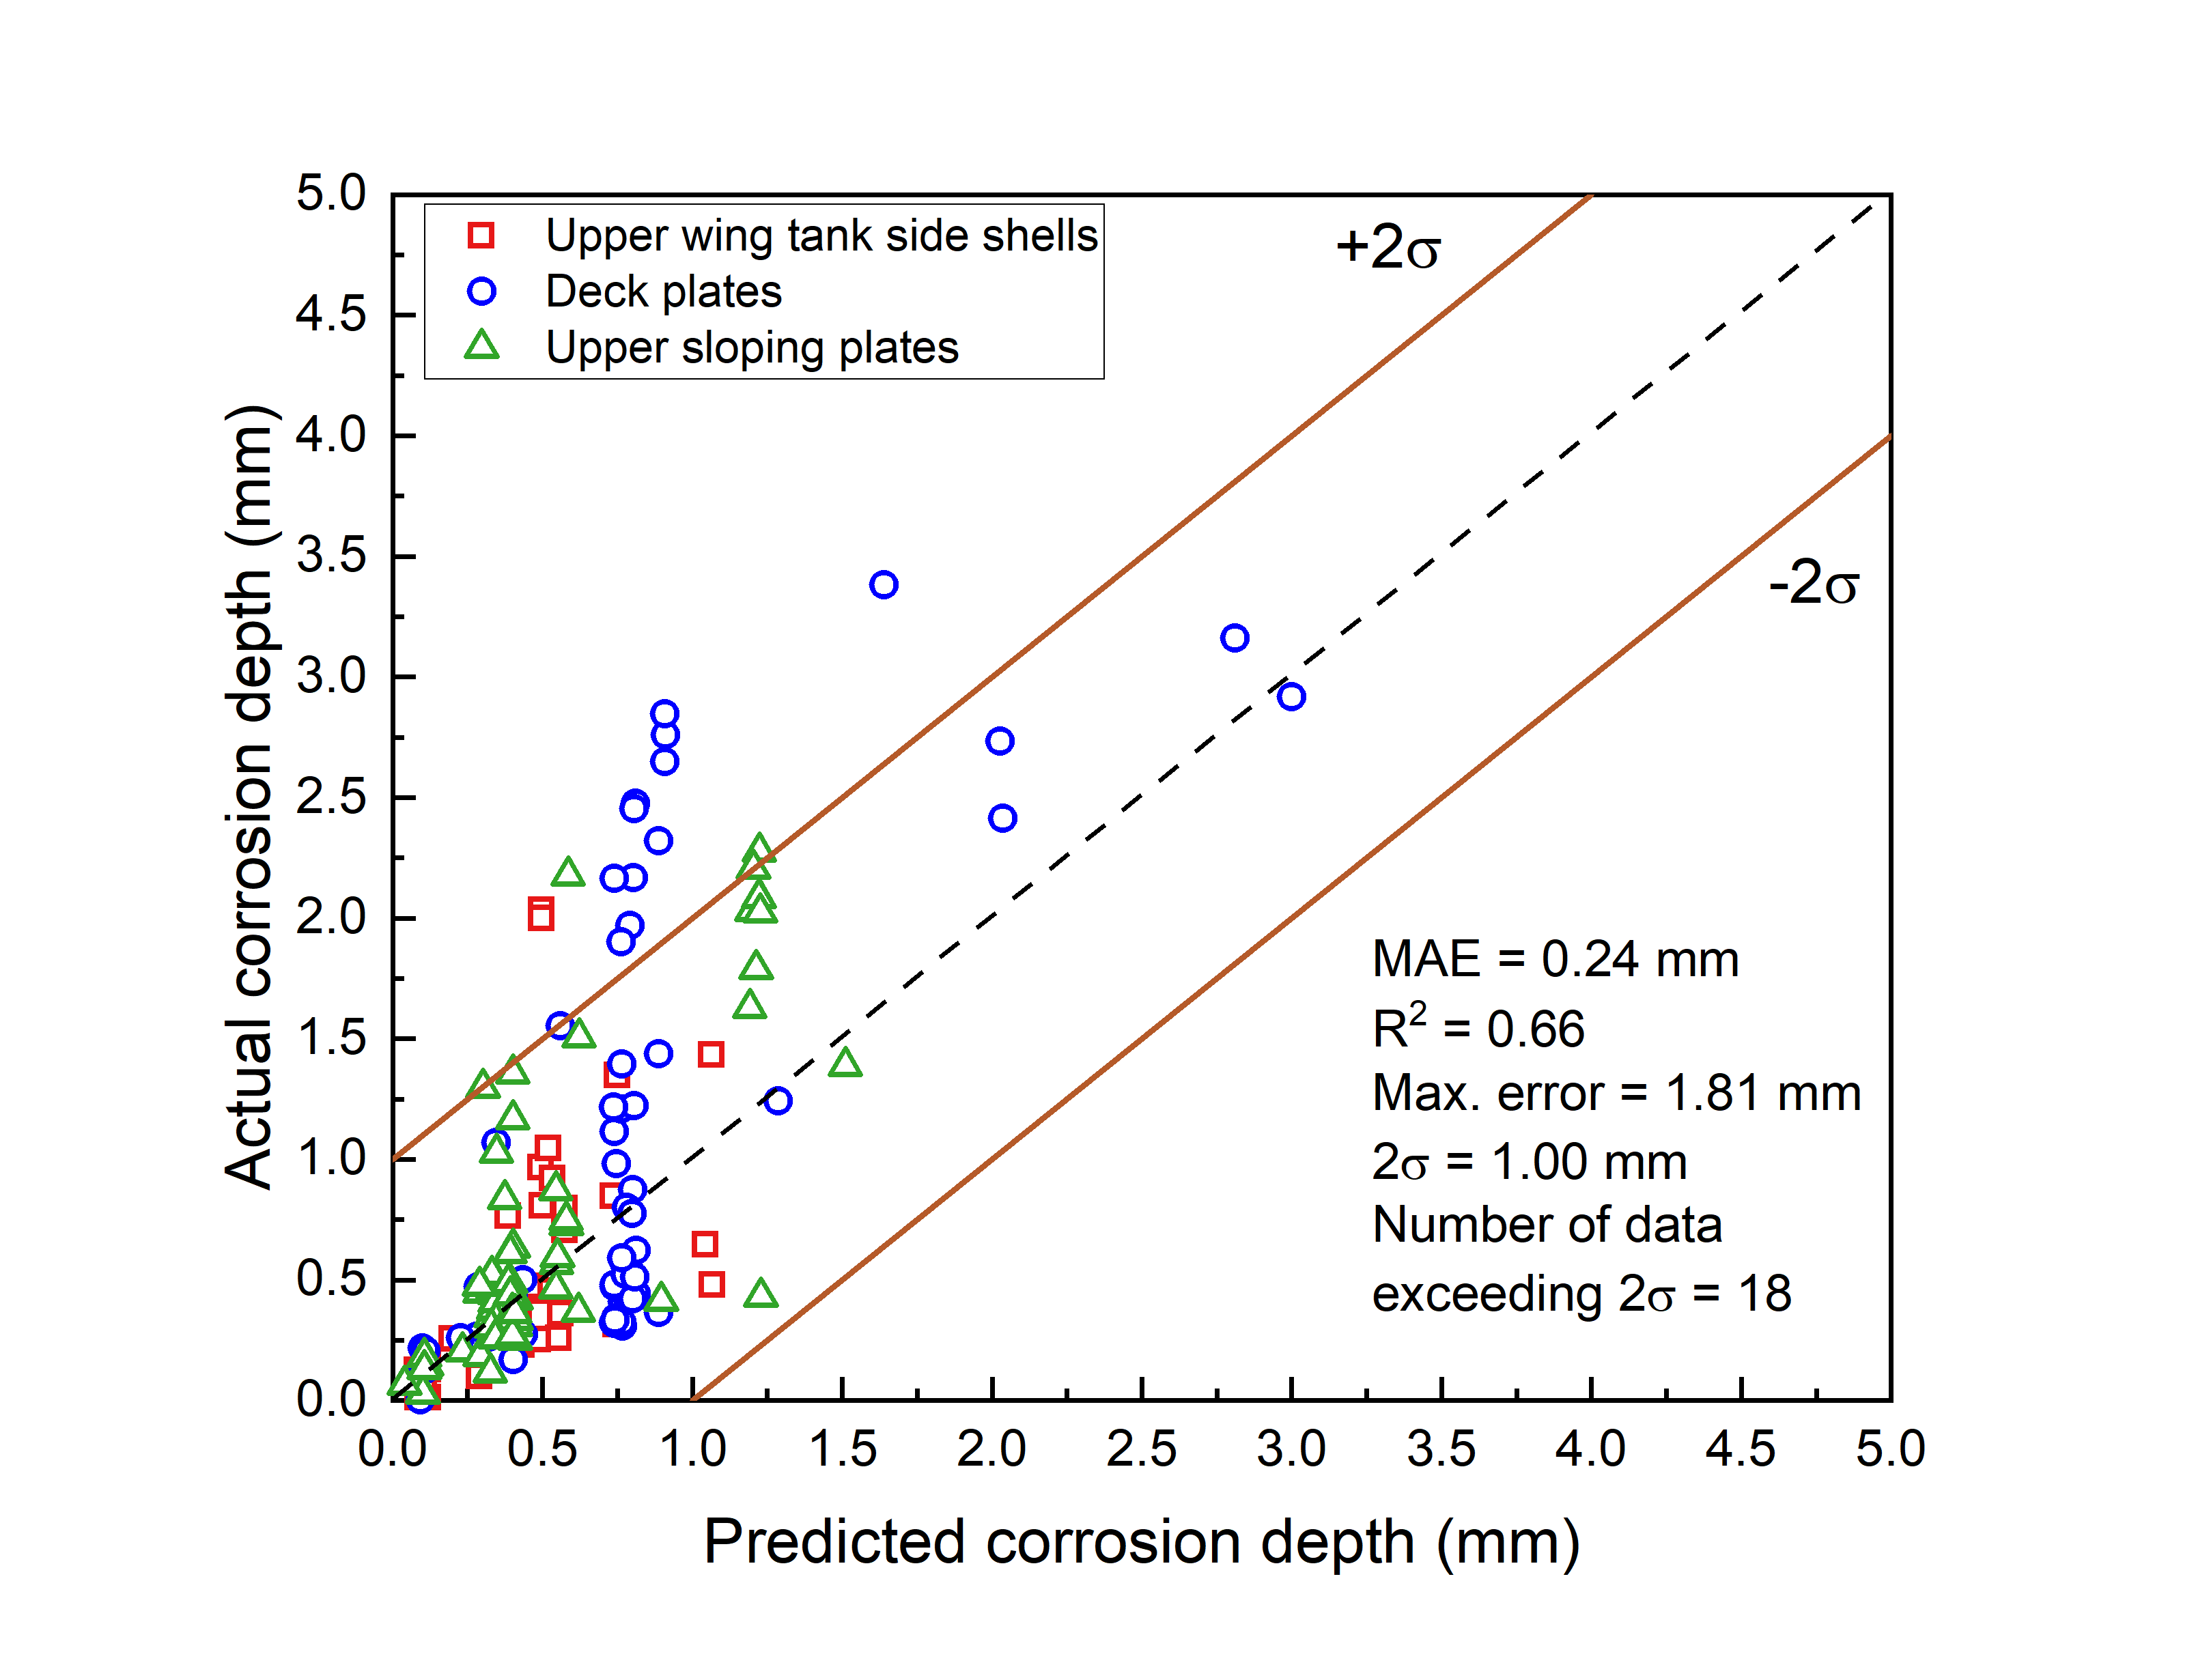 5.0
4.5
4.0
3.5
3.0
2.5
2.0
1.5
1.0
0.5
0.0
Actual corrosion depth (mm)
Upper wing tank side shells
Deck plates
Upper sloping plates
+2σ
-2σ
MAE = 0.24 mm
R² = 0.66
Max. error = 1.81 mm
2σ = 1.00 mm
Number of data
exceeding 2σ = 18
0.0 0.5 1.0 1.5 2.0 2.5 3.0 3.5 4.0 4.5 5.0
Predicted corrosion depth (mm)